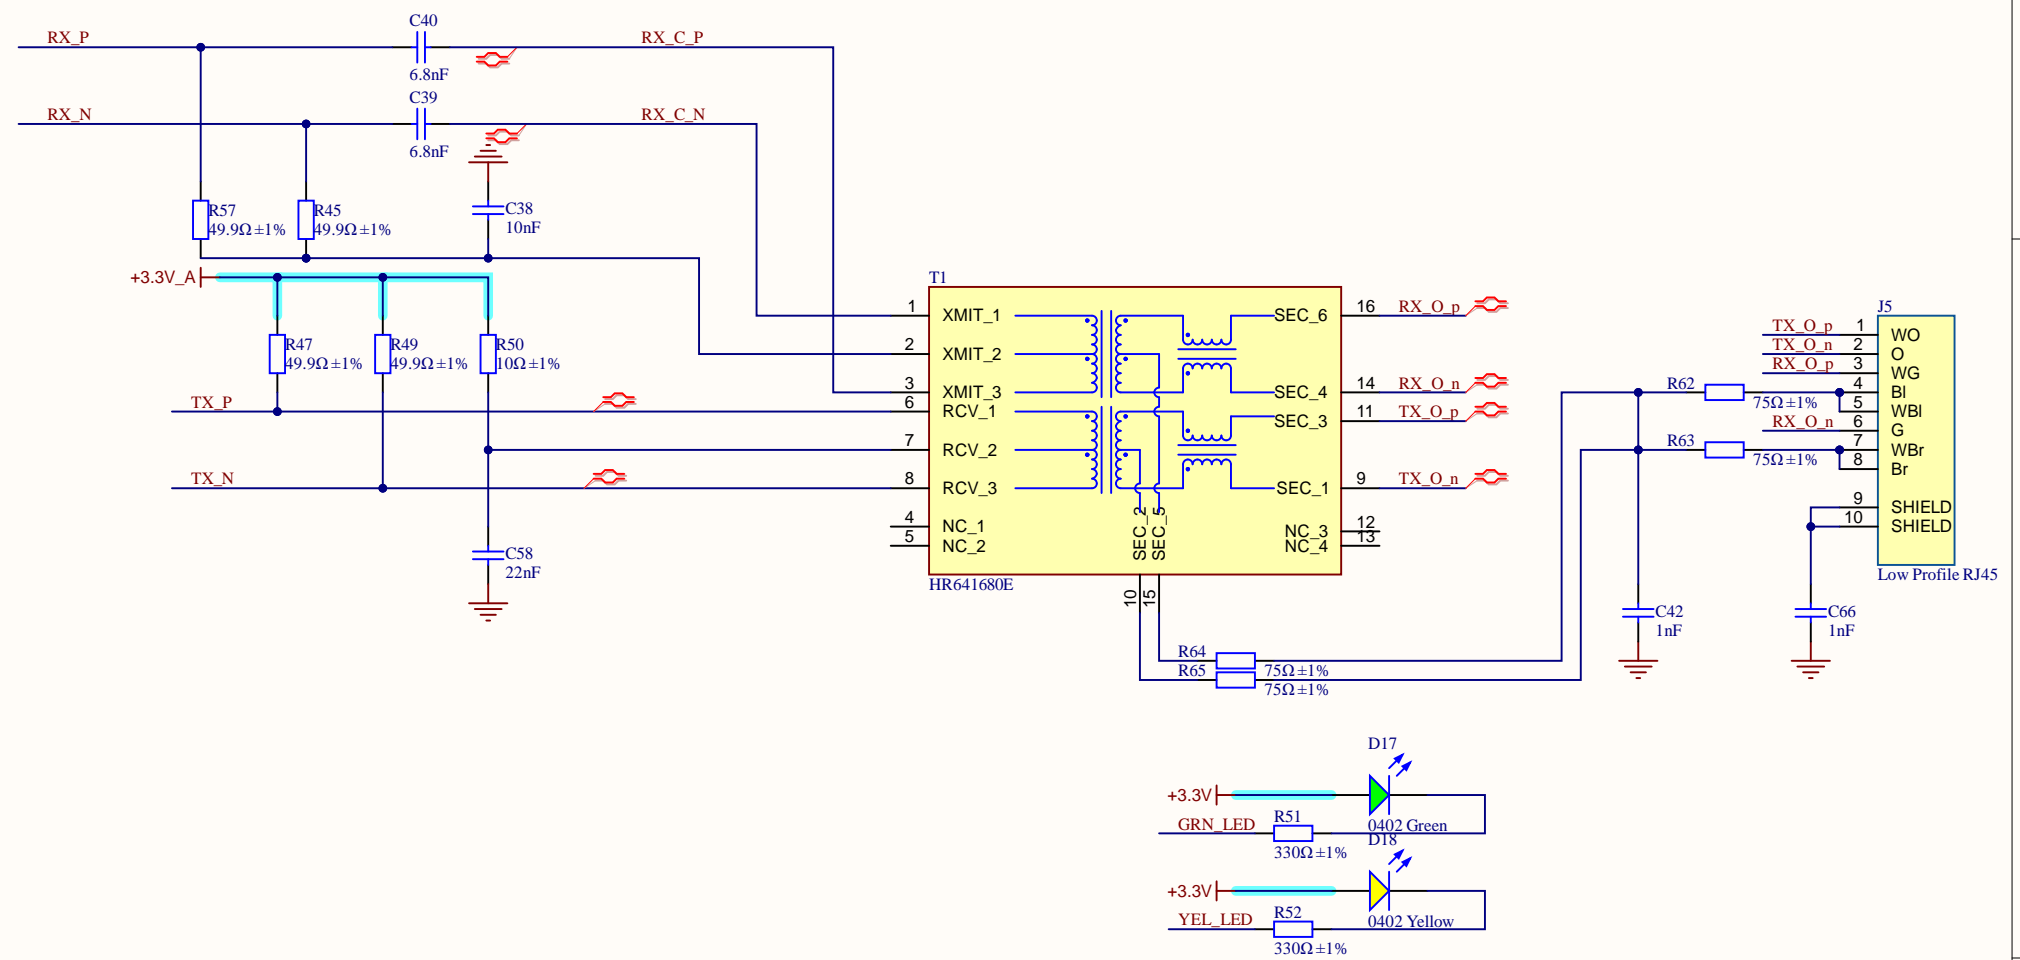 C40
RX_P
RX_C_P
6.8nF
C39
RX_N
RX_C_N
6.8nF
R57
49.9Ω±1%
R45
49.9Ω±1%
C38
10nF
+3.3V_A
R47
49.9Ω±1%
R49
49.9Ω±1%
R50
10Ω±1%
TX_P
TX_N
C58
22nF
T1
1 XMIT_1
2 XMIT_2
3 XMIT_3
6 RCV_1
7 RCV_2
8 RCV_3
4 NC_1
5 NC_2
SEC_6 16 RX_O_p
SEC_4 14 RX_O_n
SEC_3 11 TX_O_p
SEC_1 9 TX_O_n
NC_3 12
NC_4 13
SEC_2 10
SEC_5 15
HR641680E
R64
75Ω±1%
R65
75Ω±1%
J5
TX_O_p 1 WO
TX_O_n 2 O
RX_O_p 3 WG
R62
75Ω±1%
4 Bl
5 WBl
RX_O_n 6 G
R63
75Ω±1%
7 WBr
8 Br
9 SHIELD
10 SHIELD
Low Profile RJ45
C42
1nF
C66
1nF
D17
+3.3V
R51
GRN_LED
0402 Green
330Ω±1%
D18
+3.3V
R52
YEL_LED
0402 Yellow
330Ω±1%